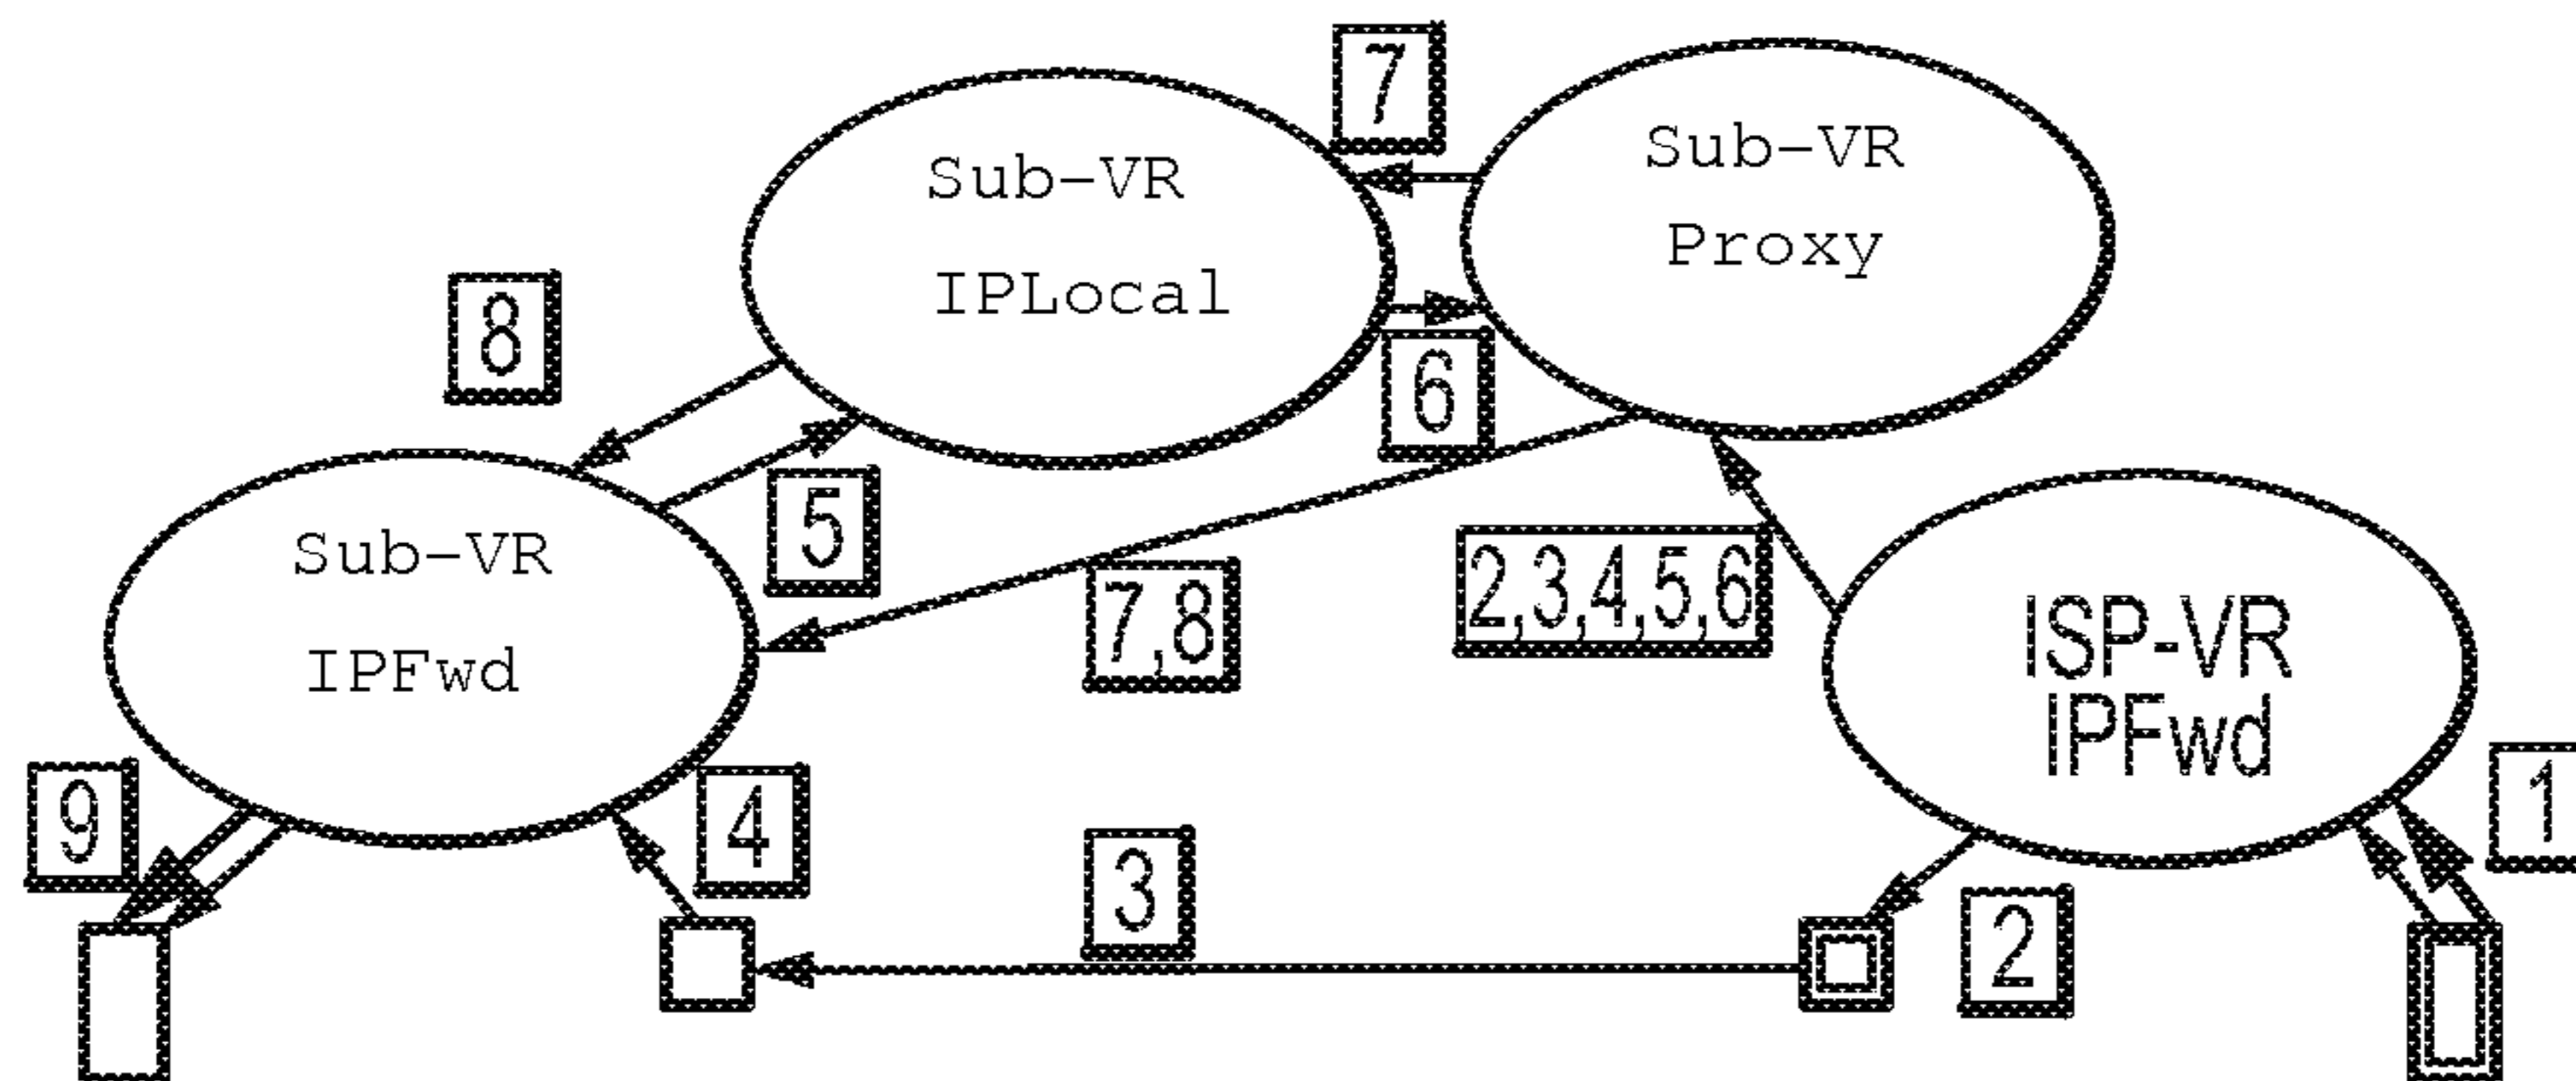 7
Sub-VR
Proxy
Sub-VR
IPLocal
8
6
5
Sub-VR
IPFwd
7,8
2,3,4,5,6
ISP-VR
IPFwd
9
4
3
2
1